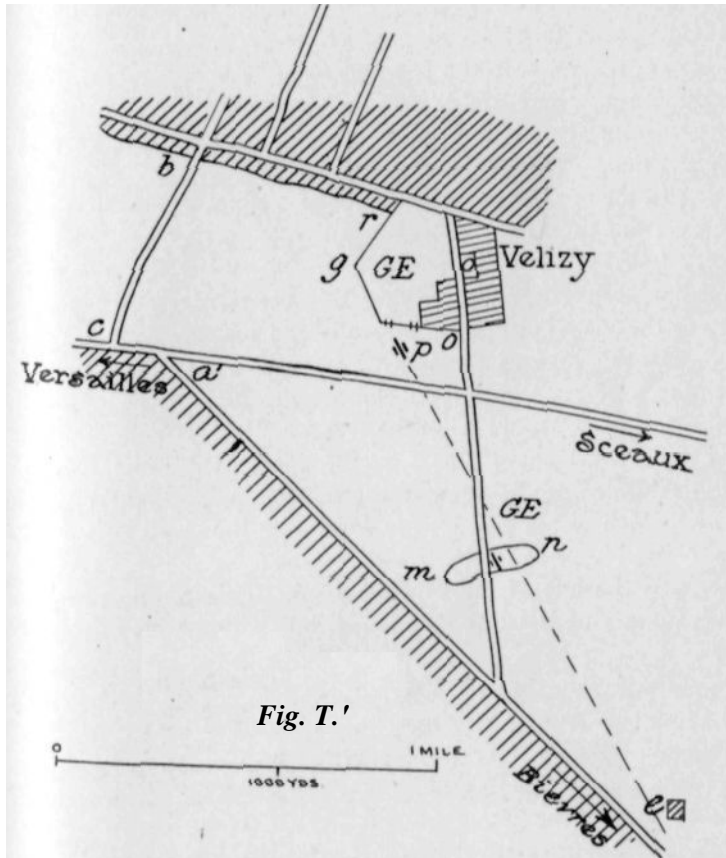 b
r
g GE
d
Velizy
c
p
o
Versailles
a'
Sceaux
GE
m
n
Fig. T.'
0
1 MILE
1000 YDS.
l
Bièvres